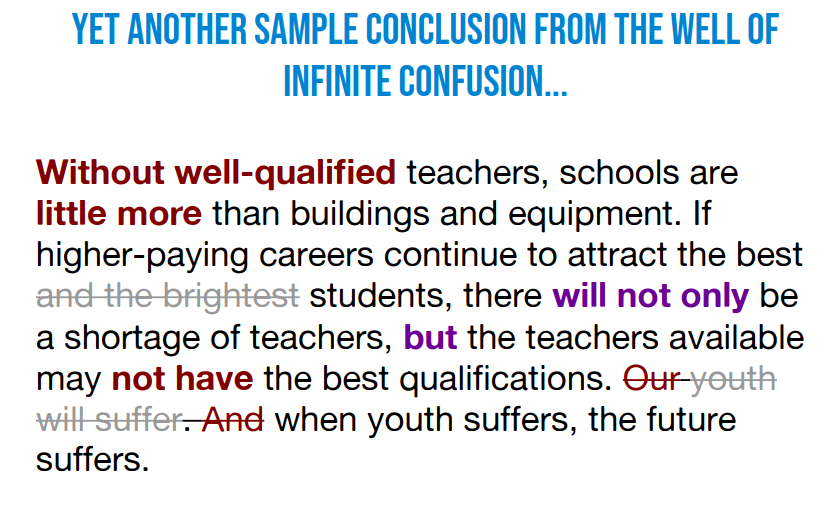 YET ANOTHER SAMPLE CONCLUSION FROM THE WELL OF
INFINITE CONFUSION...
Without well-qualified teachers, schools are
little more than buildings and equipment. If
higher-paying careers continue to attract the best
and the brightest students, there will not only be
a shortage of teachers, but the teachers available
may not have the best qualifications. Our youth
will suffer. And when youth suffers, the future
suffers.